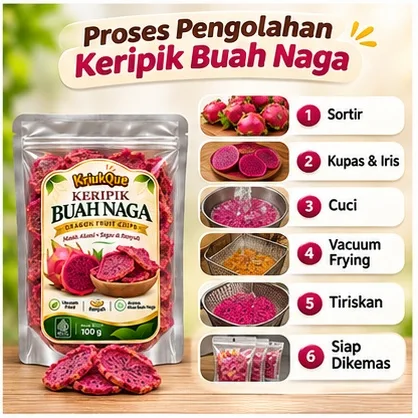 Proses Pengolahan
Keripik Buah Naga
KriukQue
KERIPIK
BUAH NAGA
DRAGON FRUIT CHIPS
100 g
1 Sortir
2 Kupas & Iris
3 Cuci
4 Vacuum
Frying
5 Tiriskan
6 Siap
Dikemas